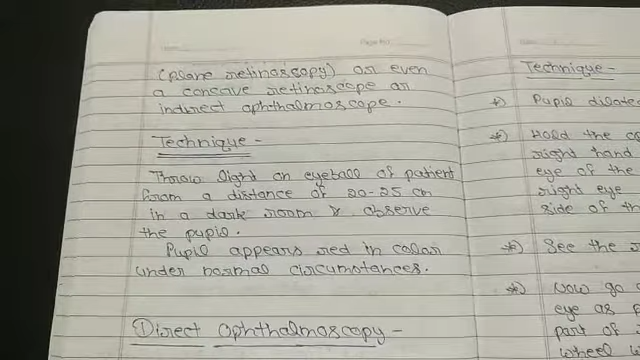 (plane retinoscopy) or even
a concave retinoscope or
indirect ophthalmoscope.
Technique -
Throw light on eyeball of patient
from a distance of 20-25 cm
in a dark room & observe
the pupil.
Pupil appears red in color
under normal circumstances.
① Direct Ophthalmoscopy -
Technique -
*) Pupil dilated
*) Hold the
right hand
eye of the
right eye
side of
*) See the
*) Now go
eye as
part of
wheel